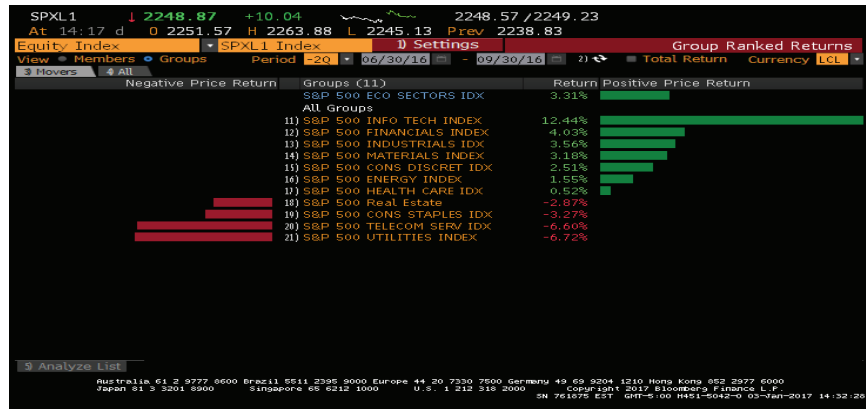 SPXL1 ↓ 2248.87 +10.04 2248.57/2249.23
At 14:17 d O 2251.57 H 2263.88 L 2245.13 Prev 2238.83
Equity Index SPXL1 Index 1) Settings Group Ranked Returns
View Members Groups Period -2Q 06/30/16 - 09/30/16 2) Total Return Currency LCL
3) Movers 4) All
Negative Price Return Groups (11) Return Positive Price Return
S&P 500 ECO SECTORS IDX 3.31%
All Groups
11) S&P 500 INFO TECH INDEX 12.44%
12) S&P 500 FINANCIALS INDEX 4.03%
13) S&P 500 INDUSTRIALS IDX 3.56%
14) S&P 500 MATERIALS INDEX 3.18%
15) S&P 500 CONS DISCRET IDX 2.51%
16) S&P 500 ENERGY INDEX 1.55%
17) S&P 500 HEALTH CARE IDX 0.52%
18) S&P 500 Real Estate -2.87%
19) S&P 500 CONS STAPLES IDX -3.27%
20) S&P 500 TELECOM SERV IDX -6.60%
21) S&P 500 UTILITIES INDEX -6.72%
5) Analyze List
Australia 61 2 9777 8600 Brazil 5511 2395 9000 Europe 44 20 7330 7500 Germany 49 69 9204 1210 Hong Kong 852 2977 6000
Japan 81 3 3201 8900 Singapore 65 6212 1000 U.S. 1 212 318 2000 Copyright 2017 Bloomberg Finance L.P.
SN 761675 EST GMT-5:00 H451-5042-0 03-Jan-2017 14:32:28